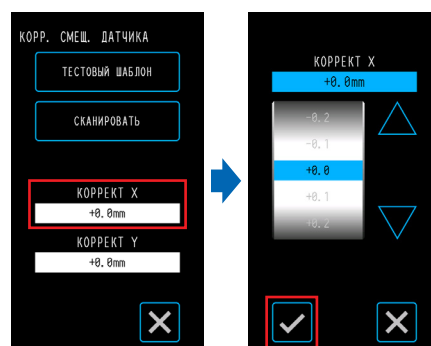 КОРР. СМЕЩ. ДАТЧИКА
ТЕСТОВЫЙ ШАБЛОН
СКАНИРОВАТЬ
КОРРЕКТ X
+0.0mm
КОРРЕКТ Y
+0.0mm
КОРРЕКТ X
+0.0mm
-0.2
-0.1
+0.0
+0.1
+0.2